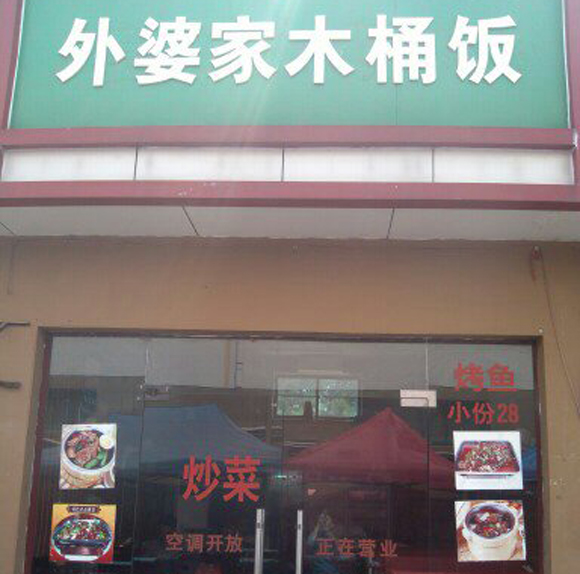 外婆家木桶饭
烤鱼
小份28
炒菜
空调开放
正在营业